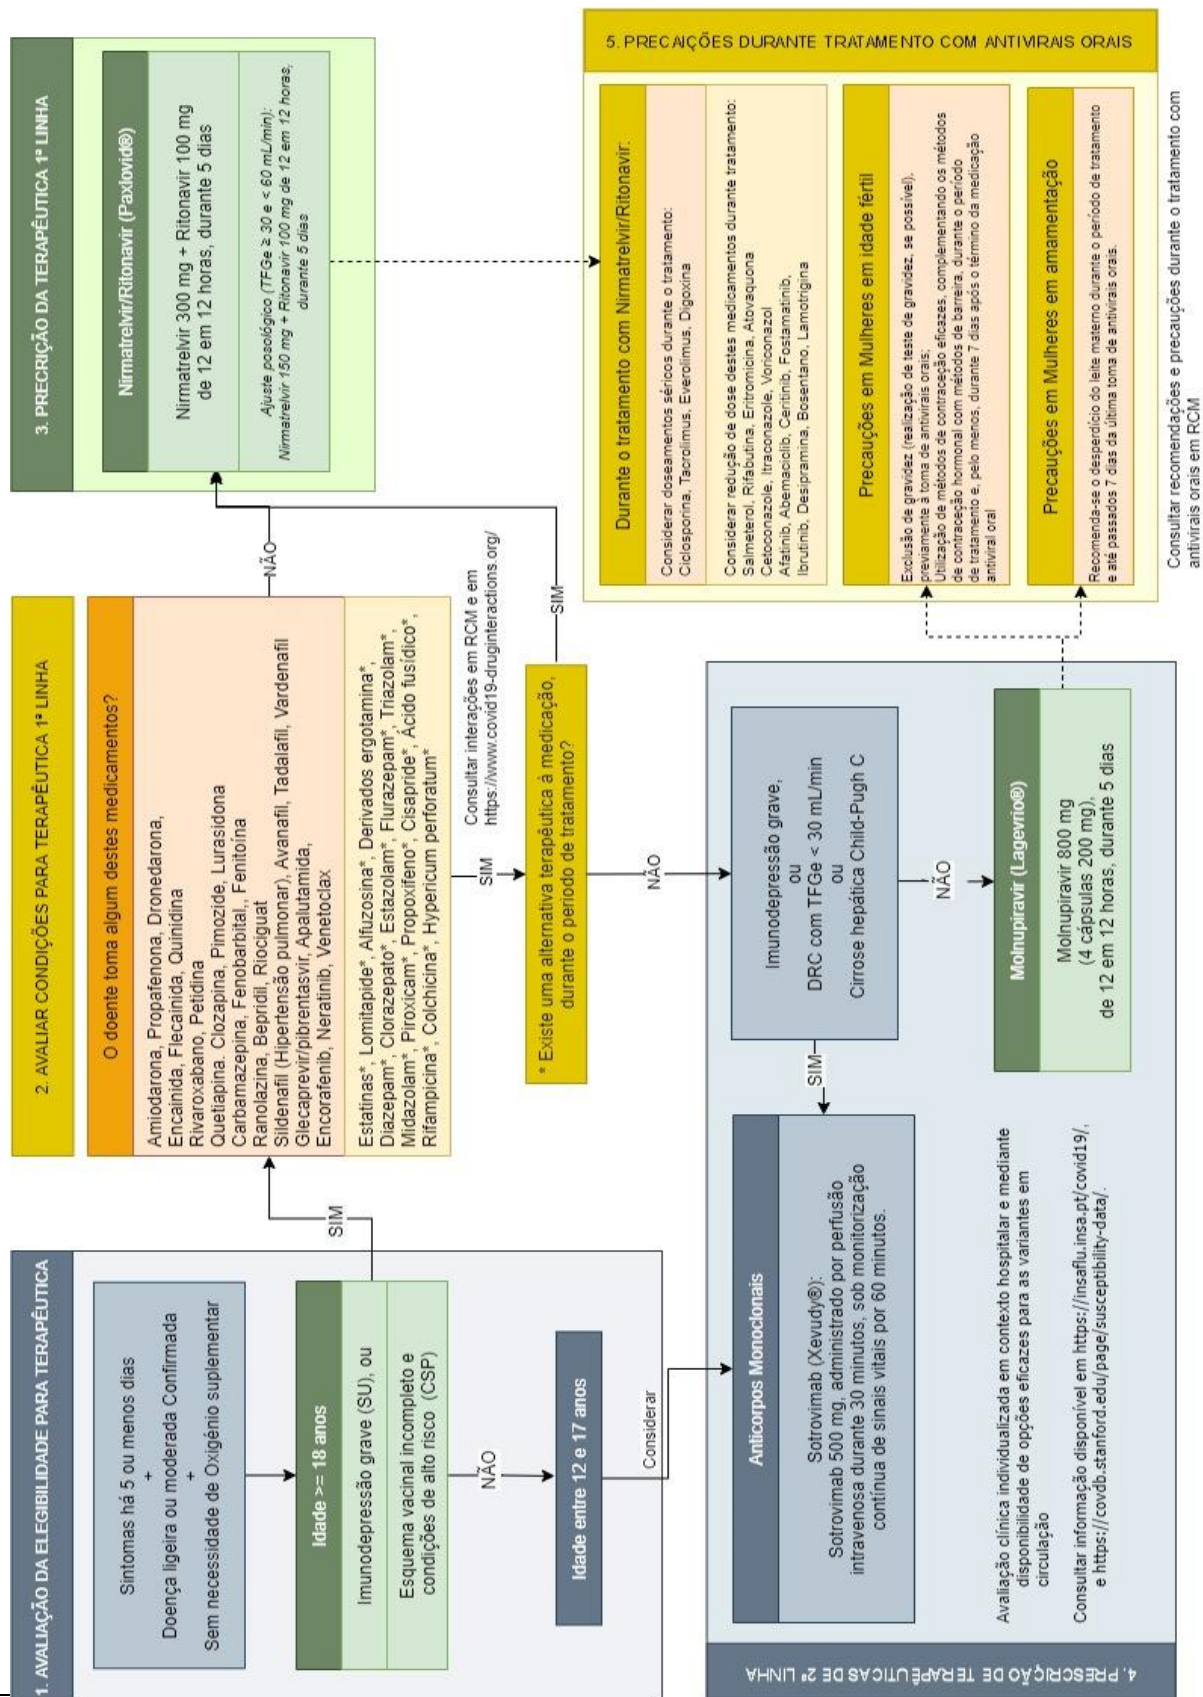 1. AVALIAÇÃO DA ELEGIBILIDADE PARA TERAPÊUTICA
Sintomas há 5 ou menos dias
+
Doença ligeira ou moderada Confirmada
+
Sem necessidade de Oxigénio suplementar
Idade >= 18 anos
Imunodepressão grave (SU), ou
Esquema vacinal incompleto e
condições de alto risco (CSP)
SIM
NÃO
Idade entre 12 e 17 anos
Considerar
2. AVALIAR CONDIÇÕES PARA TERAPÊUTICA 1ª LINHA
O doente toma algum destes medicamentos?
Amiodarona, Propafenona, Dronedarona,
Encainida, Flecainida, Quinidina
Rivaroxabano, Petidina
Quetiapina. Clozapina, Pimozide, Lurasidona
Carbamazepina, Fenobarbital,, Fenitoína
Ranolazina, Bepridil, Riociguat
Sildenafil (Hipertensão pulmonar), Avanafil, Tadalafil, Vardenafil
Glecaprevir/pibrentasvir, Apalutamida,
Encorafenib, Neratinib, Venetoclax
Estatinas*, Lomitapide*, Alfuzosina*, Derivados ergotamina*,
Diazepam*, Clorazepato*, Estazolam*, Flurazepam*, Triazolam*,
Midazolam*, Piroxicam*, Propoxifeno*, Cisapride*, Ácido fusídico*,
Rifampicina*, Colchicina*, Hypericum perforatum*
NÃO
SIM
Consultar interações em RCM e em
https://www.covid19-druginteractions.org/
* Existe uma alternativa terapêutica à medicação,
durante o período de tratamento?
SIM
NÃO
3. PRECRIÇÃO DA TERAPÊUTICA 1ª LINHA
Nirmatrelvir/Ritonavir (Paxlovid®)
Nirmatrelvir 300 mg + Ritonavir 100 mg
de 12 em 12 horas, durante 5 dias
Ajuste posológico (TFGe ≥ 30 e < 60 mL/min):
Nirmatrelvir 150 mg + Ritonavir 100 mg de 12 em 12 horas,
durante 5 dias
4. PRESCRIÇÃO DE TERAPÊUTICAS DE 2ª LINHA
Anticorpos Monoclonais
Sotrovimab (Xevudy®):
Sotrovimab 500 mg, administrado por perfusão
intravenosa durante 30 minutos, sob monitorização
contínua de sinais vitais por 60 minutos.
Avaliação clínica individualizada em contexto hospitalar e mediante
disponibilidade de opções eficazes para as variantes em
circulação
Consultar informação disponível em https://insaflu.insa.pt/covid19/,
e https://covdb.stanford.edu/page/susceptibility-data/.
SIM
Imunodepressão grave,
ou
DRC com TFGe < 30 mL/min
ou
Cirrose hepática Child-Pugh C
NÃO
Molnupiravir (Lagevrio®)
Molnupiravir 800 mg
(4 cápsulas 200 mg),
de 12 em 12 horas, durante 5 dias
5. PRECAIÇÕES DURANTE TRATAMENTO COM ANTIVIRAIS ORAIS
Durante o tratamento com Nirmatrelvir/Ritonavir:
Considerar doseamentos séricos durante o tratamento:
Ciclosporina, Tacrolimus, Everolimus, Digoxina
Considerar redução de dose destes medicamentos durante tratamento:
Salmeterol, Rifabutina, Eritromicina, Atovaquona
Cetoconazole, Itraconazole, Voriconazol
Afatinib, Abemaciolib, Ceritinib, Fostamatinib,
Ibrutinib, Desipramina, Bosentano, Lamotrigina
Precauções em Mulheres em idade fértil
Exclusão de gravidez (realização de teste de gravidez, se possível),
previamente à toma de antivirais orais;
Utilização de métodos de contraceção eficazes, complementando os métodos
de contraceção hormonal com métodos de barreira, durante o período
de tratamento e, pelo menos, durante 7 dias após o término da medicação
antiviral oral
Precauções em Mulheres em amamentação
Recomenda-se o desperdício do leite materno durante o período de tratamento
e até passados 7 dias da última toma de antivirais orais.
Consultar recomendações e precauções durante o tratamento com
antivirais orais em RCM